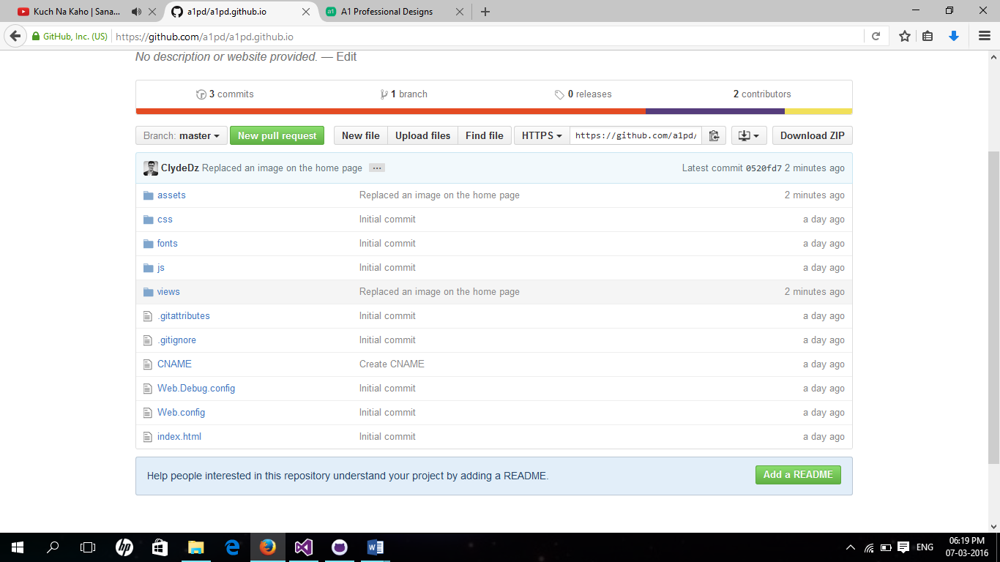 Kuch Na Kaho | Sana...
a1pd/a1pd.github.io
a1 A1 Professional Designs
GitHub, Inc. (US) https://github.com/a1pd/a1pd.github.io
No description or website provided. — Edit
3 commits 1 branch 0 releases 2 contributors
Branch: master New pull request New file Upload files Find file HTTPS https://github.com/a1pd/ Download ZIP
ClydeDz Replaced an image on the home page ... Latest commit 0520fd7 2 minutes ago
assets Replaced an image on the home page 2 minutes ago
css Initial commit a day ago
fonts Initial commit a day ago
js Initial commit a day ago
views Replaced an image on the home page 2 minutes ago
.gitattributes Initial commit a day ago
.gitignore Initial commit a day ago
CNAME Create CNAME a day ago
Web.Debug.config Initial commit a day ago
Web.config Initial commit a day ago
index.html Initial commit a day ago
Help people interested in this repository understand your project by adding a README. Add a README
hp ENG 06:19 PM
07-03-2016